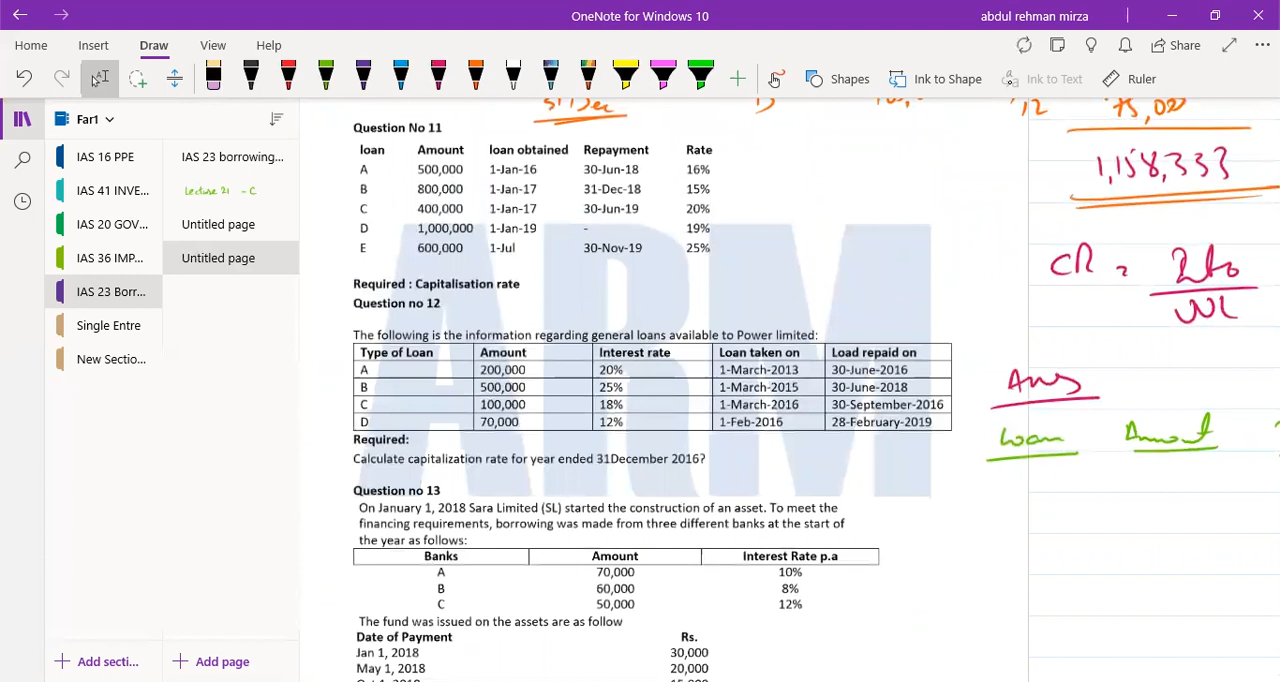 OneNote for Windows 10
abdul rehman mirza
Home Insert Draw View Help
Share
Shapes Ink to Shape Ink to Text Ruler
Far1
IAS 16 PPE
IAS 41 INVE...
IAS 20 GOV...
IAS 36 IMP...
IAS 23 Borr...
Single Entre
New Sectio...
Add secti...
IAS 23 borrowing...
Lecture 21 - C
Untitled page
Untitled page
Add page
31 Dec
75,000
1,158,333
Question No 11
loan Amount loan obtained Repayment Rate
A 500,000 1-Jan-16 30-Jun-18 16%
B 800,000 1-Jan-17 31-Dec-18 15%
C 400,000 1-Jan-17 30-Jun-19 20%
D 1,000,000 1-Jan-19 - 19%
E 600,000 1-Jul 30-Nov-19 25%
Required : Capitalisation rate
Question no 12
The following is the information regarding general loans available to Power limited:
Type of Loan Amount Interest rate Loan taken on Load repaid on
A 200,000 20% 1-March-2013 30-June-2016
B 500,000 25% 1-March-2015 30-June-2018
C 100,000 18% 1-March-2016 30-September-2016
D 70,000 12% 1-Feb-2016 28-February-2019
Required:
Calculate capitalization rate for year ended 31December 2016?
Question no 13
On January 1, 2018 Sara Limited (SL) started the construction of an asset. To meet the
financing requirements, borrowing was made from three different banks at the start of
the year as follows:
Banks Amount Interest Rate p.a
A 70,000 10%
B 60,000 8%
C 50,000 12%
The fund was issued on the assets are as follow
Date of Payment Rs.
Jan 1, 2018 30,000
May 1, 2018 20,000
ARM
CR =
Ans
Loan Amount